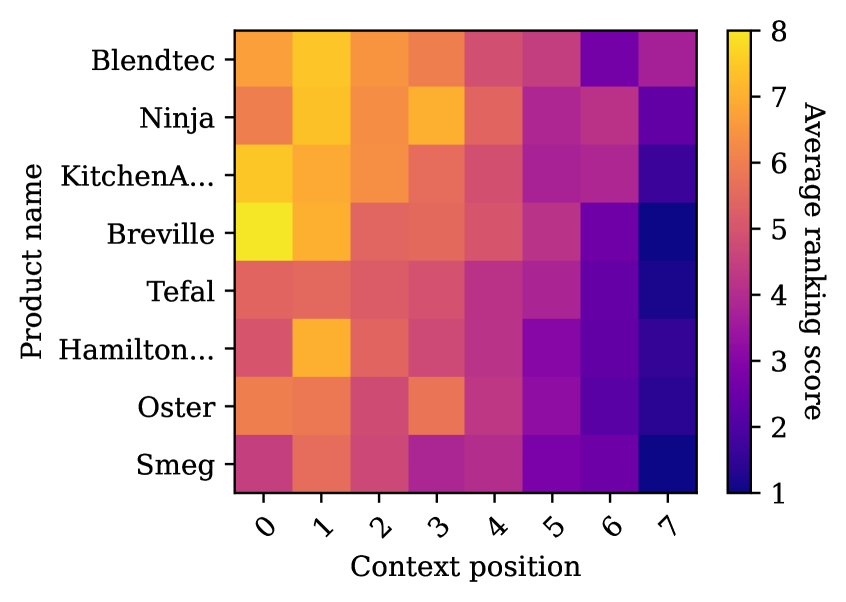 Product name
Blendtec
Ninja
KitchenA...
Breville
Tefal
Hamilton...
Oster
Smeg
0 1 2 3 4 5 6 7
Context position
8
7
6
5
4
3
2
1
Average ranking score